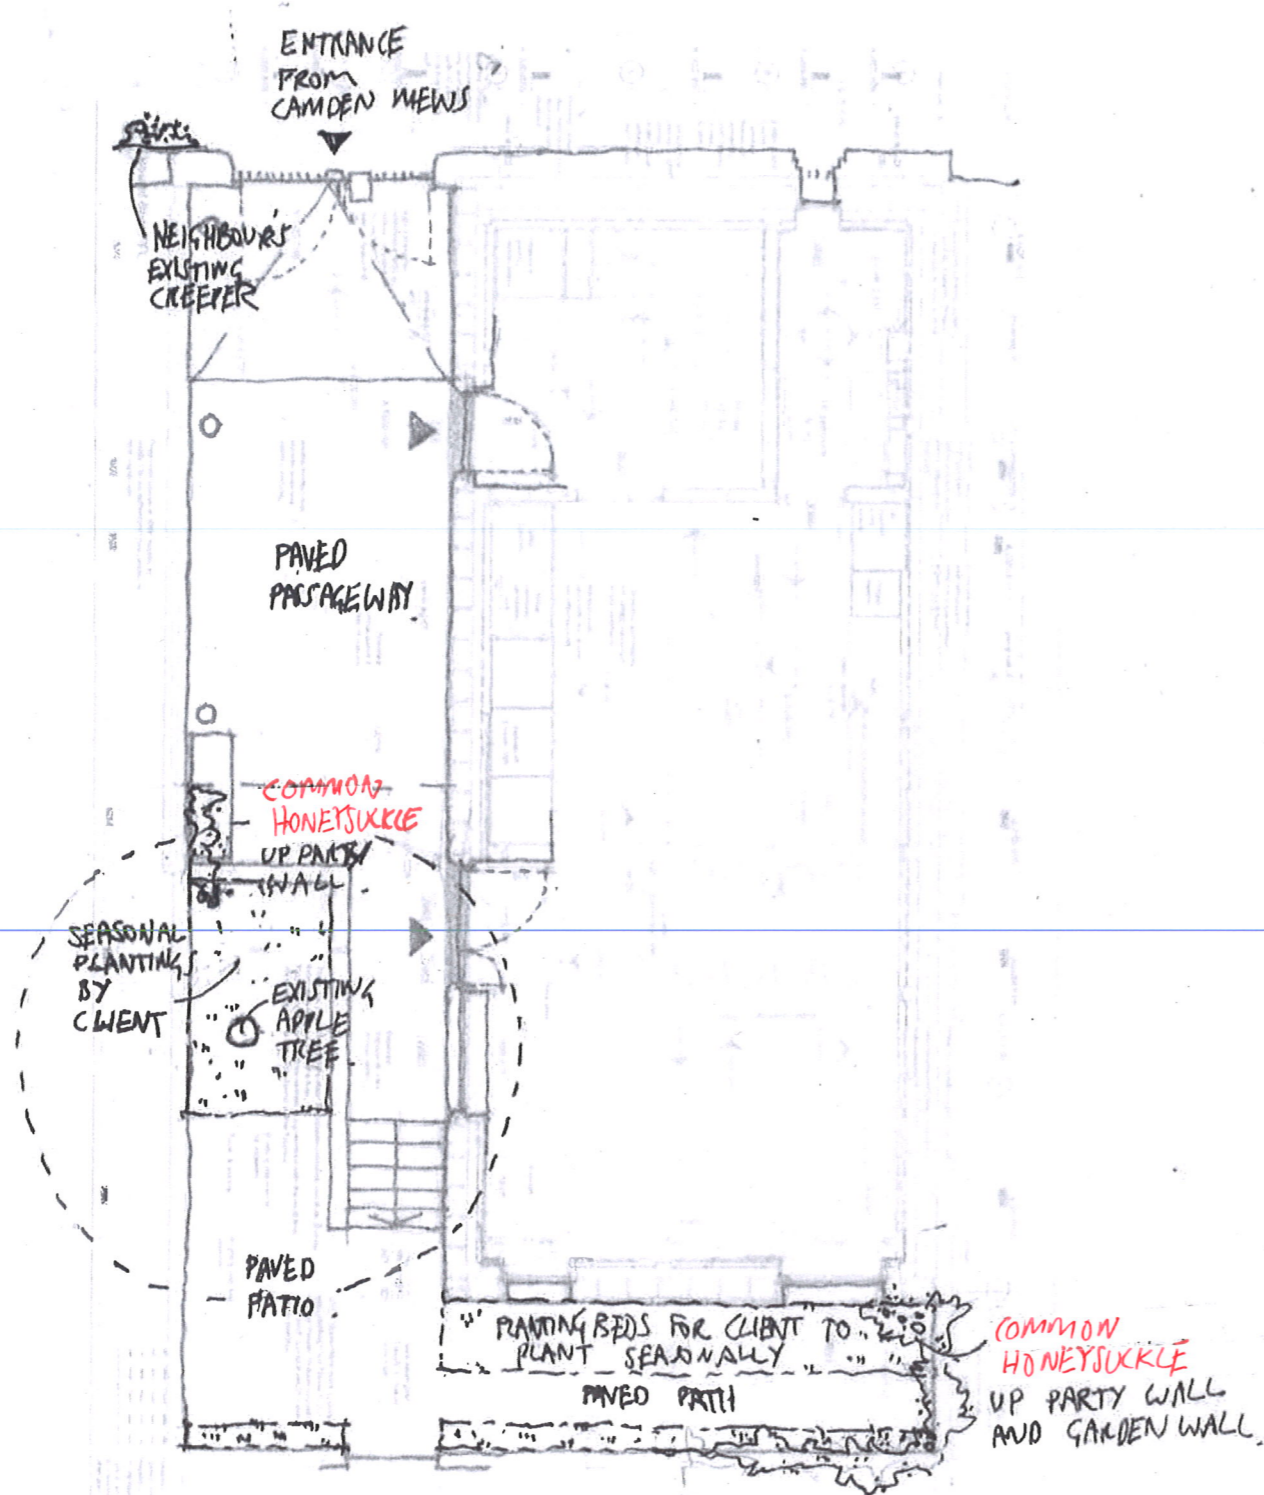 ENTRANCE
FROM
CAMDEN MEWS
NEIGHBOUR'S
EXISTING
CREEPER
PAVED
PASSAGEWAY
COMMON
HONEYSUCKLE
UP PARTY
WALL
SEASONAL
PLANTINGS
BY
CLIENT
EXISTING
APPLE
TREE
PAVED
PATIO
PLANTING BEDS FOR CLIENT TO
PLANT SEASONALLY
PAVED PATH
COMMON
HONEYSUCKLE
UP PARTY WALL
AND GARDEN WALL